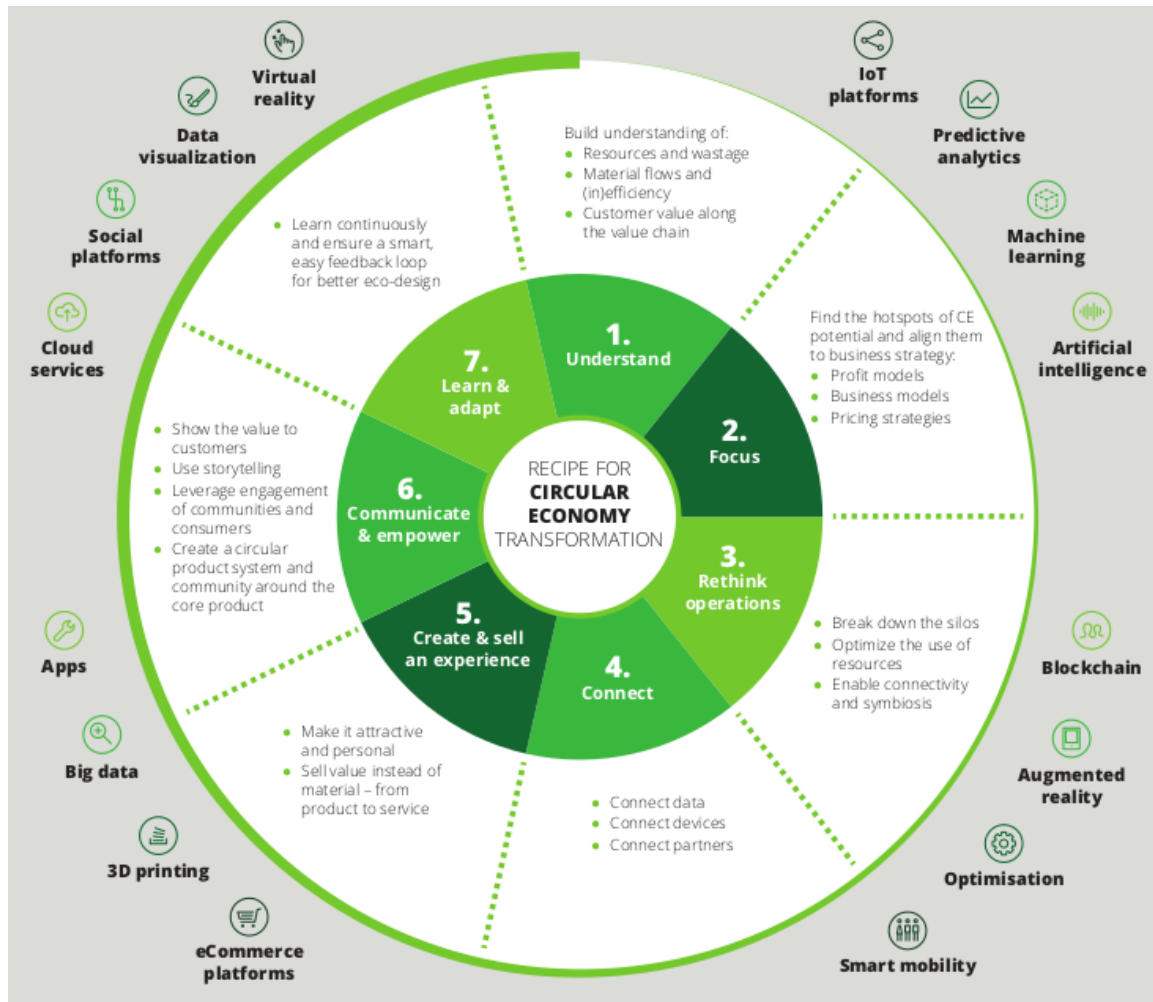 RECIPE FOR
CIRCULAR
ECONOMY
TRANSFORMATION
1.
Understand
Build understanding of:
• Resources and wastage
• Material flows and
(in)efficiency
• Customer value along
the value chain
2.
Focus
Find the hotspots of CE
potential and align them
to business strategy:
• Profit models
• Business models
• Pricing strategies
3.
Rethink
operations
• Break down the silos
• Optimize the use of
resources
• Enable connectivity
and symbiosis
4.
Connect
• Connect data
• Connect devices
• Connect partners
5.
Create & sell
an experience
• Make it attractive
and personal
• Sell value instead of
material – from
product to service
6.
Communicate
& empower
• Show the value to
customers
• Use storytelling
• Leverage engagement
of communities and
consumers
• Create a circular
product system and
community around the
core product
7.
Learn &
adapt
• Learn continuously
and ensure a smart,
easy feedback loop
for better eco-design
IoT
platforms
Predictive
analytics
Machine
learning
Artificial
intelligence
Blockchain
Augmented
reality
Optimisation
Smart mobility
eCommerce
platforms
3D printing
Big data
Apps
Cloud
services
Social
platforms
Data
visualization
Virtual
reality